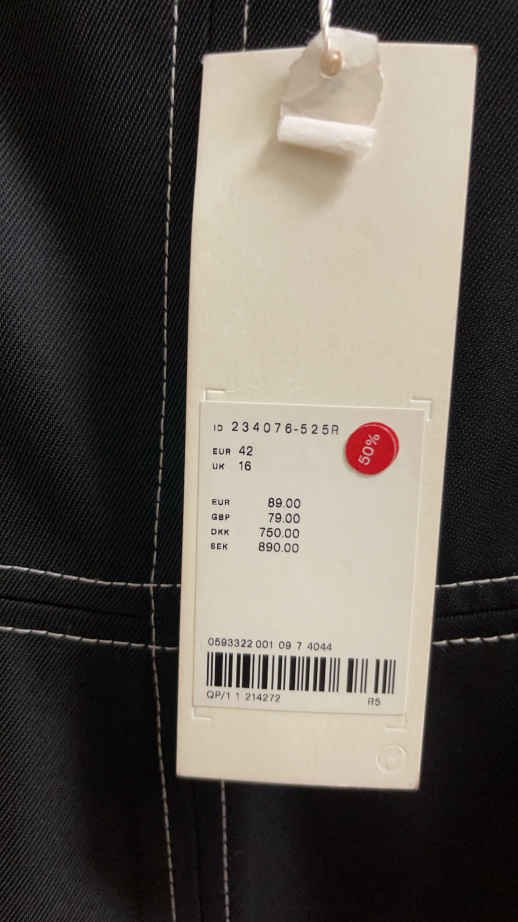 ID 234076-525R
50%
EUR 42
UK 16
EUR 89.00
GBP 79.00
DKK 750.00
SEK 890.00
0593322 001 09 7 4044
QP/1 1 214272 R5